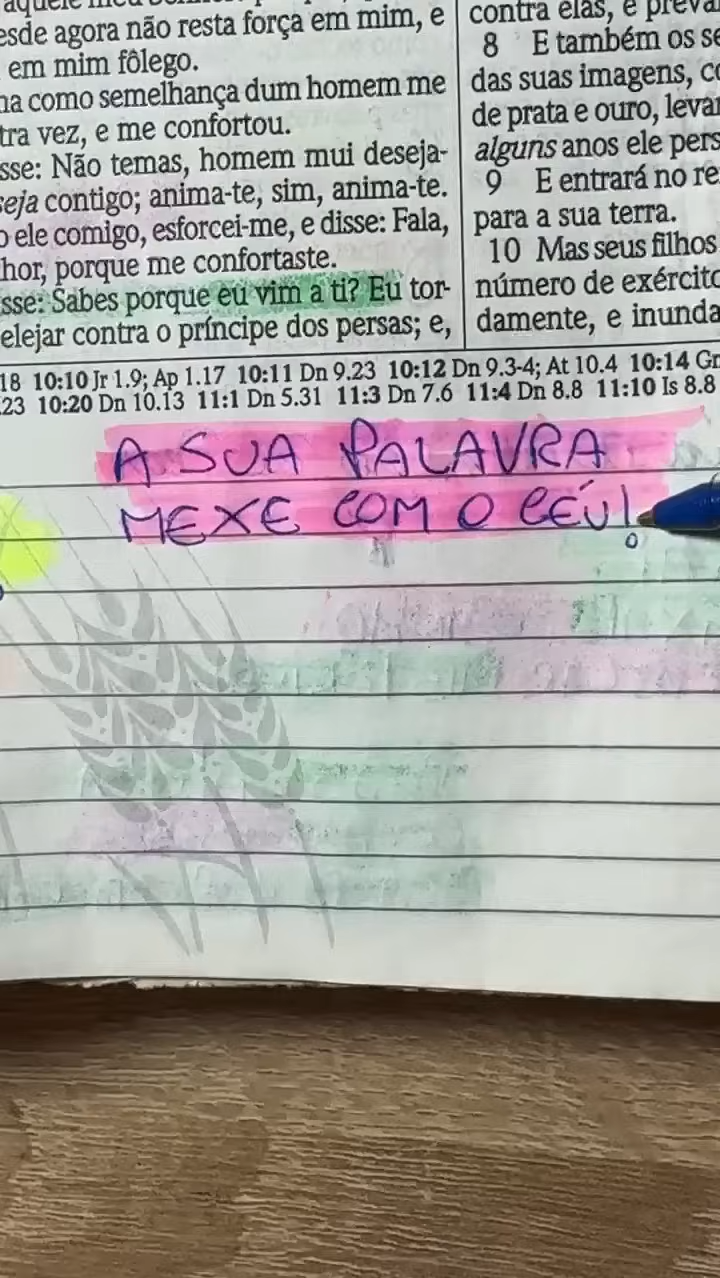 esde agora não resta força em mim, e
em mim fôlego.
como semelhança dum homem me
tra vez, e me confortou.
sse: Não temas, homem mui deseja-
seja contigo; anima-te, sim, anima-te.
o ele comigo, esforcei-me, e disse: Fala,
hor, porque me confortaste.
sse: Sabes porque eu vim a ti? Eu tor-
elejar contra o príncipe dos persas; e,
contra elas, e preva
8 E também os se
das suas imagens, co
de prata e ouro, levar
alguns anos ele pers
9 E entrará no re
para a sua terra.
10 Mas seus filhos
número de exército
damente, e inunda
18 10:10 Jr 1.9; Ap 1.17 10:11 Dn 9.23 10:12 Dn 9.3-4; At 10.4 10:14 Gn
.23 10:20 Dn 10.13 11:1 Dn 5.31 11:3 Dn 7.6 11:4 Dn 8.8 11:10 Is 8.8
A SUA PALAVRA
MEXE COM O CÉU!